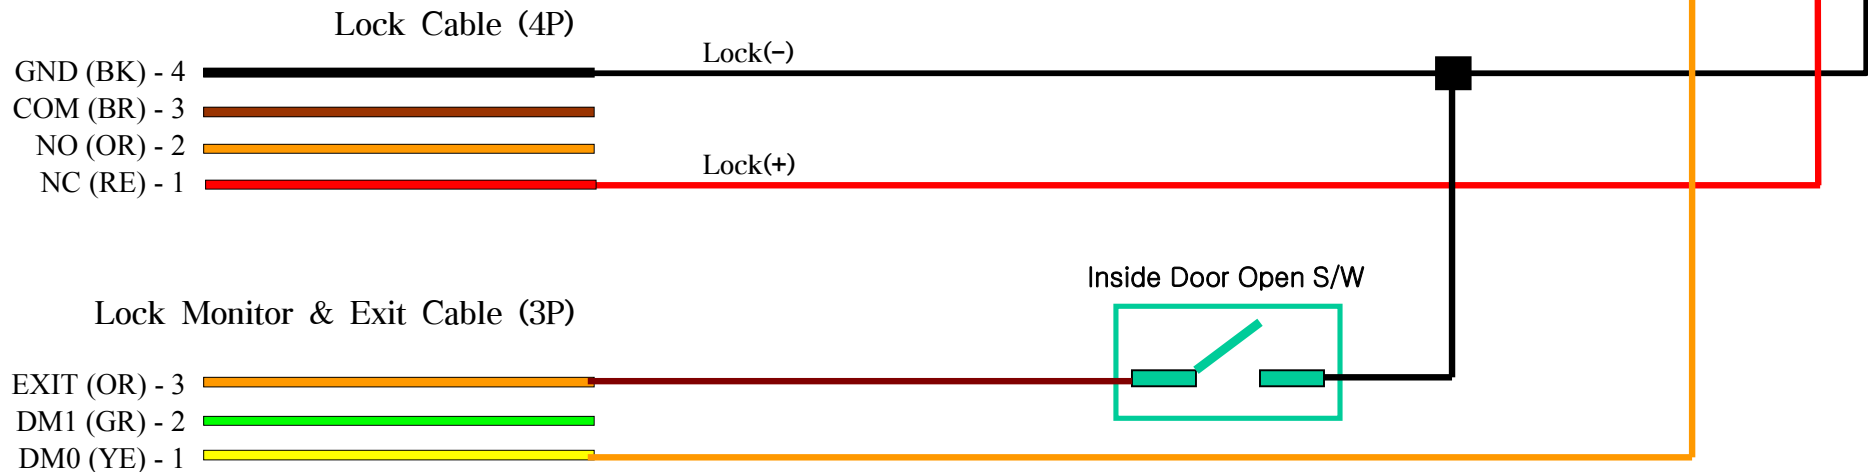 Lock Cable (4P)
Lock(-)
GND (BK) - 4
COM (BR) - 3
NO (OR) - 2
Lock(+)
NC (RE) - 1
Inside Door Open S/W
Lock Monitor & Exit Cable (3P)
EXIT (OR) - 3
DM1 (GR) - 2
DM0 (YE) - 1